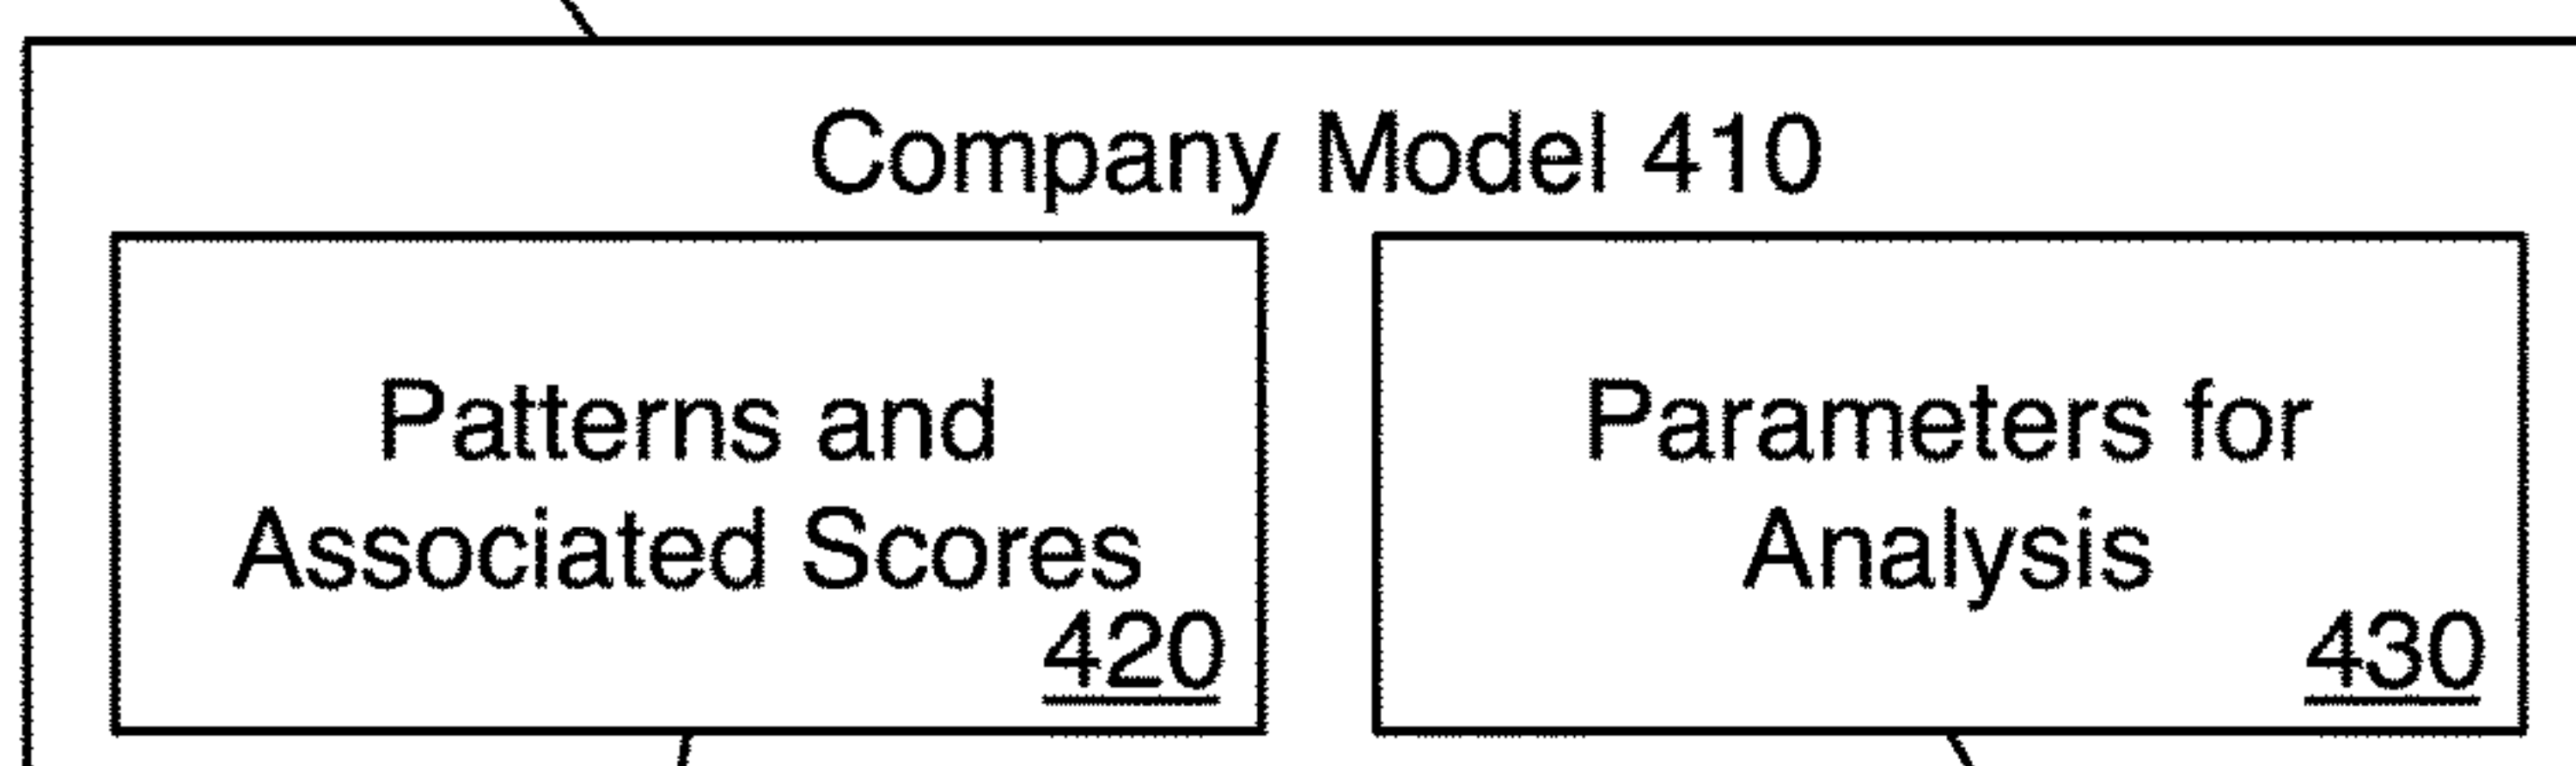 Company Model 410
Patterns and
Associated Scores
420
Parameters for
Analysis
430